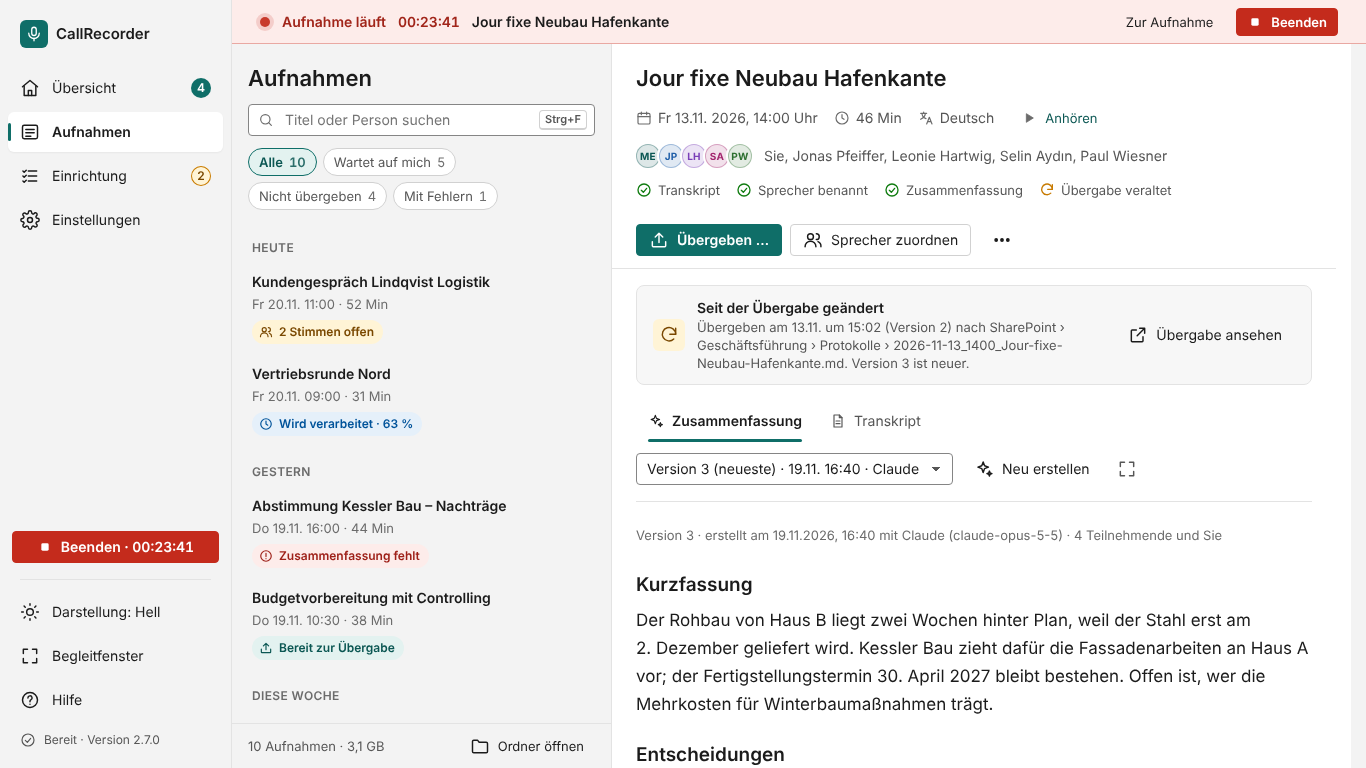 CallRecorder
Übersicht
4
Aufnahmen
Einrichtung
2
Einstellungen
Beenden · 00:23:41
Darstellung: Hell
Begleitfenster
Hilfe
Bereit · Version 2.7.0
Aufnahme läuft 00:23:41 Jour fixe Neubau Hafenkante
Zur Aufnahme
Beenden
Aufnahmen
Titel oder Person suchen Strg+F
Alle 10 Wartet auf mich 5
Nicht übergeben 4 Mit Fehlern 1
HEUTE
Kundengespräch Lindqvist Logistik
Fr 20.11. 11:00 · 52 Min
2 Stimmen offen
Vertriebsrunde Nord
Fr 20.11. 09:00 · 31 Min
Wird verarbeitet · 63 %
GESTERN
Abstimmung Kessler Bau – Nachträge
Do 19.11. 16:00 · 44 Min
Zusammenfassung fehlt
Budgetvorbereitung mit Controlling
Do 19.11. 10:30 · 38 Min
Bereit zur Übergabe
DIESE WOCHE
10 Aufnahmen · 3,1 GB Ordner öffnen
Jour fixe Neubau Hafenkante
Fr 13.11. 2026, 14:00 Uhr 46 Min Deutsch Anhören
ME JP LH SA PW Sie, Jonas Pfeiffer, Leonie Hartwig, Selin Aydın, Paul Wiesner
Transkript Sprecher benannt Zusammenfassung Übergabe veraltet
Übergeben ... Sprecher zuordnen
Seit der Übergabe geändert
Übergeben am 13.11. um 15:02 (Version 2) nach SharePoint ›
Geschäftsführung › Protokolle › 2026-11-13_1400_Jour-fixe-
Neubau-Hafenkante.md. Version 3 ist neuer.
Übergabe ansehen
Zusammenfassung Transkript
Version 3 (neueste) · 19.11. 16:40 · Claude Neu erstellen
Version 3 · erstellt am 19.11.2026, 16:40 mit Claude (claude-opus-5-5) · 4 Teilnehmende und Sie
Kurzfassung
Der Rohbau von Haus B liegt zwei Wochen hinter Plan, weil der Stahl erst am
2. Dezember geliefert wird. Kessler Bau zieht dafür die Fassadenarbeiten an Haus A
vor; der Fertigstellungstermin 30. April 2027 bleibt bestehen. Offen ist, wer die
Mehrkosten für Winterbaumaßnahmen trägt.
Entscheidungen